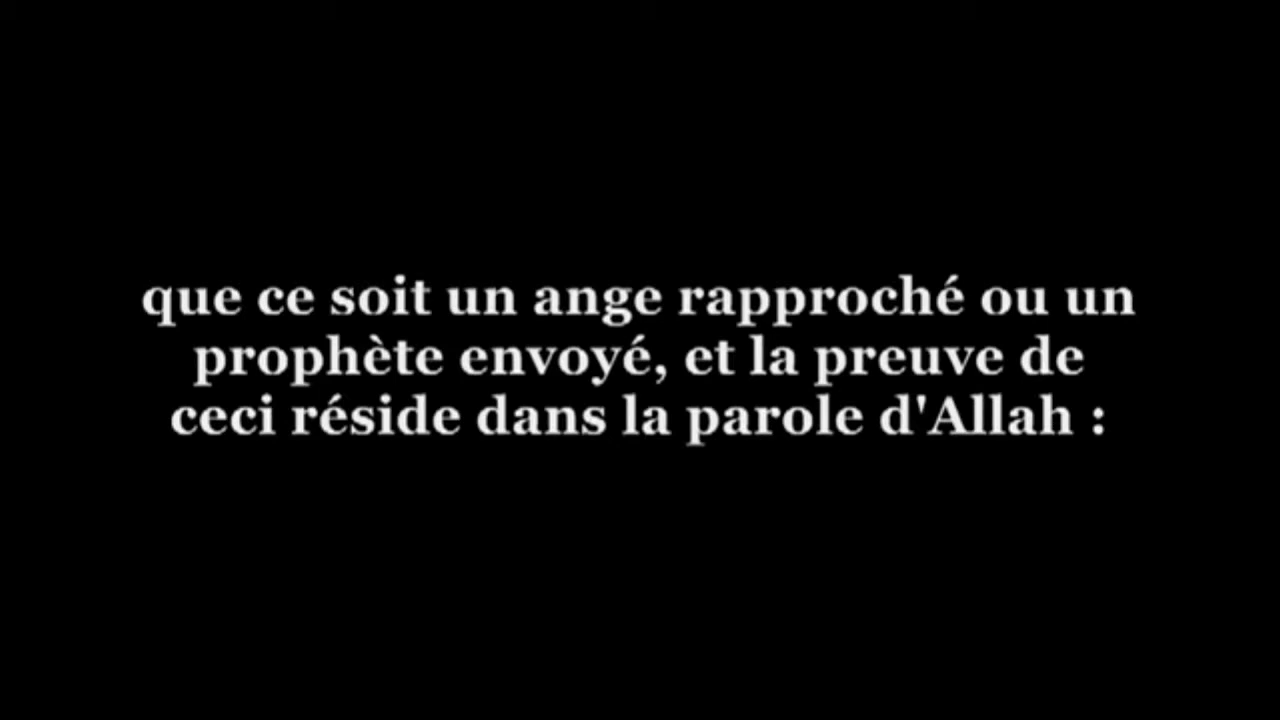 que ce soit un ange rapproché ou un
prophète envoyé, et la preuve de
ceci réside dans la parole d'Allah :